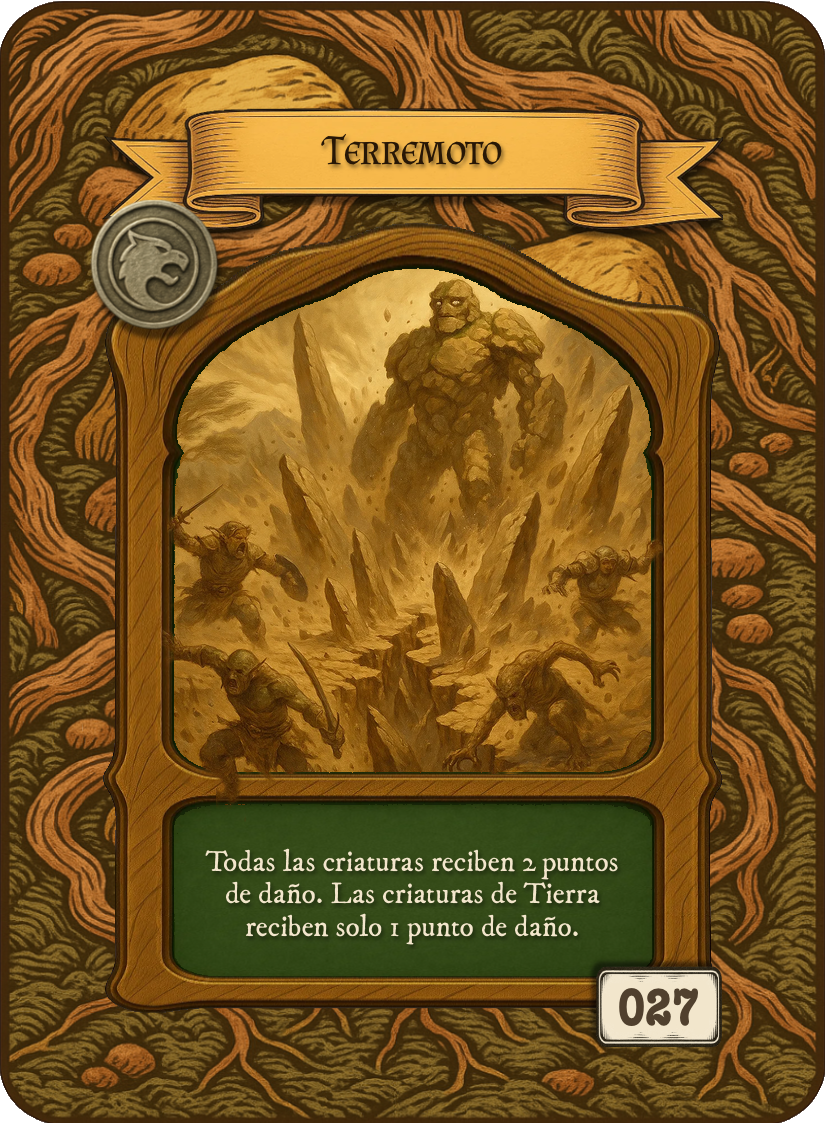 Terremoto
Todas las criaturas reciben 2 puntos
de daño. Las criaturas de Tierra
reciben solo 1 punto de daño.
027